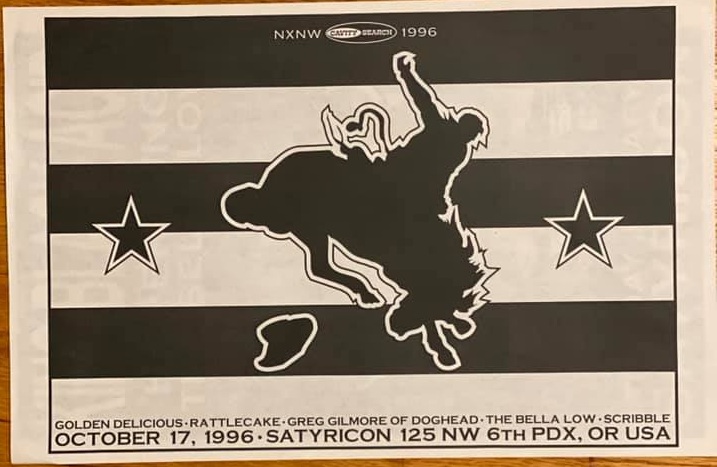 NXNW CAVITY SEARCH 1996
GOLDEN DELICIOUS · RATTLECAKE · GREG GILMORE OF DOGHEAD · THE BELLA LOW · SCRIBBLE
OCTOBER 17, 1996 · SATYRICON 125 NW 6TH PDX, OR USA